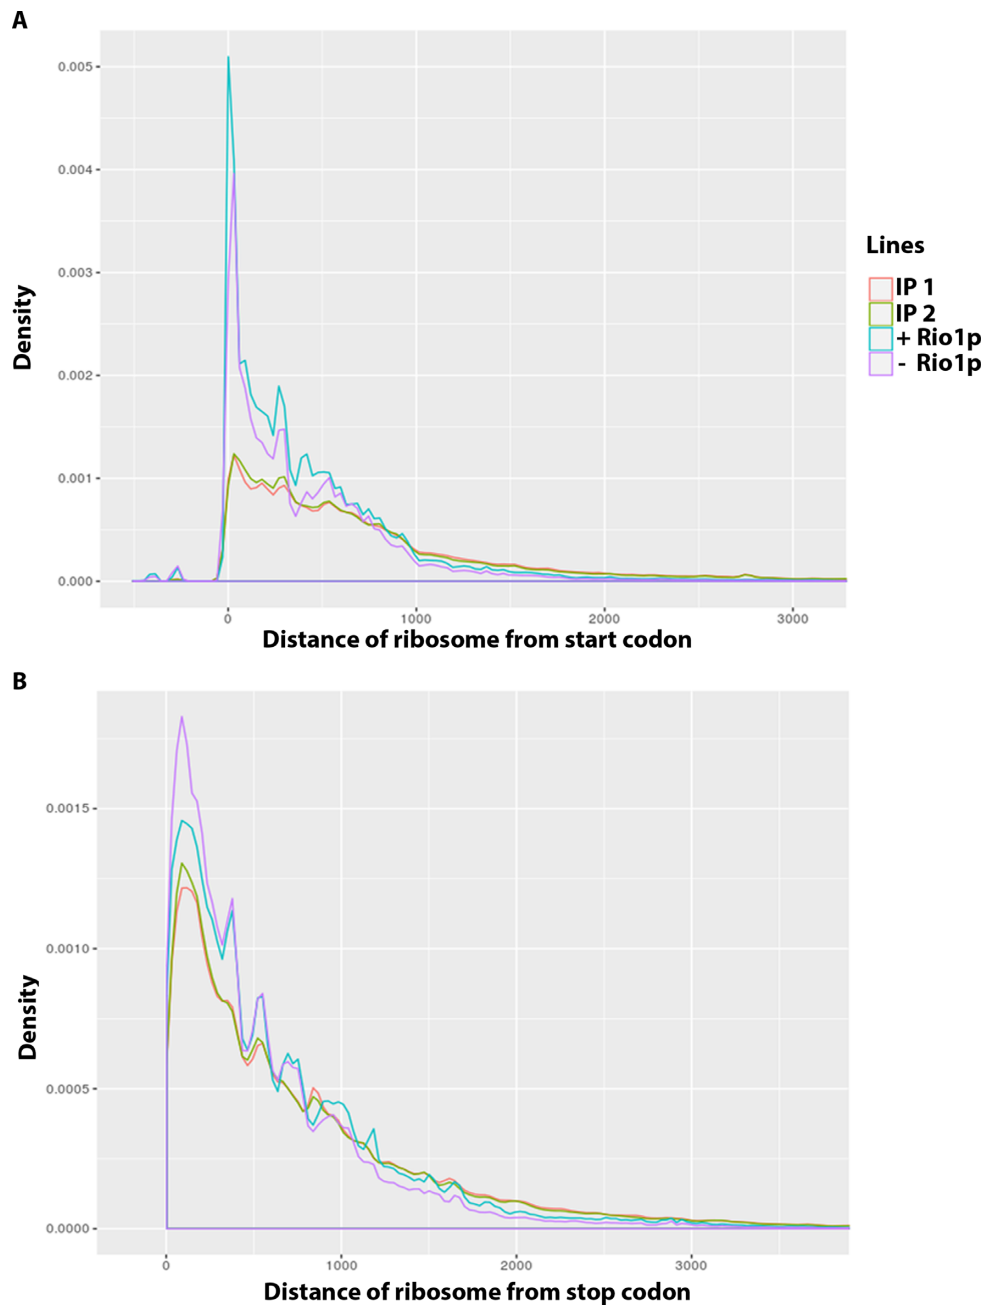 A
0.005
0.004
0.003
0.002
0.001
0.000
Density
0 1000 2000 3000
Distance of ribosome from start codon
Lines
IP 1
IP 2
+ Rio1p
- Rio1p
B
0.0015
0.0010
0.0005
0.0000
Density
0 1000 2000 3000
Distance of ribosome from stop codon